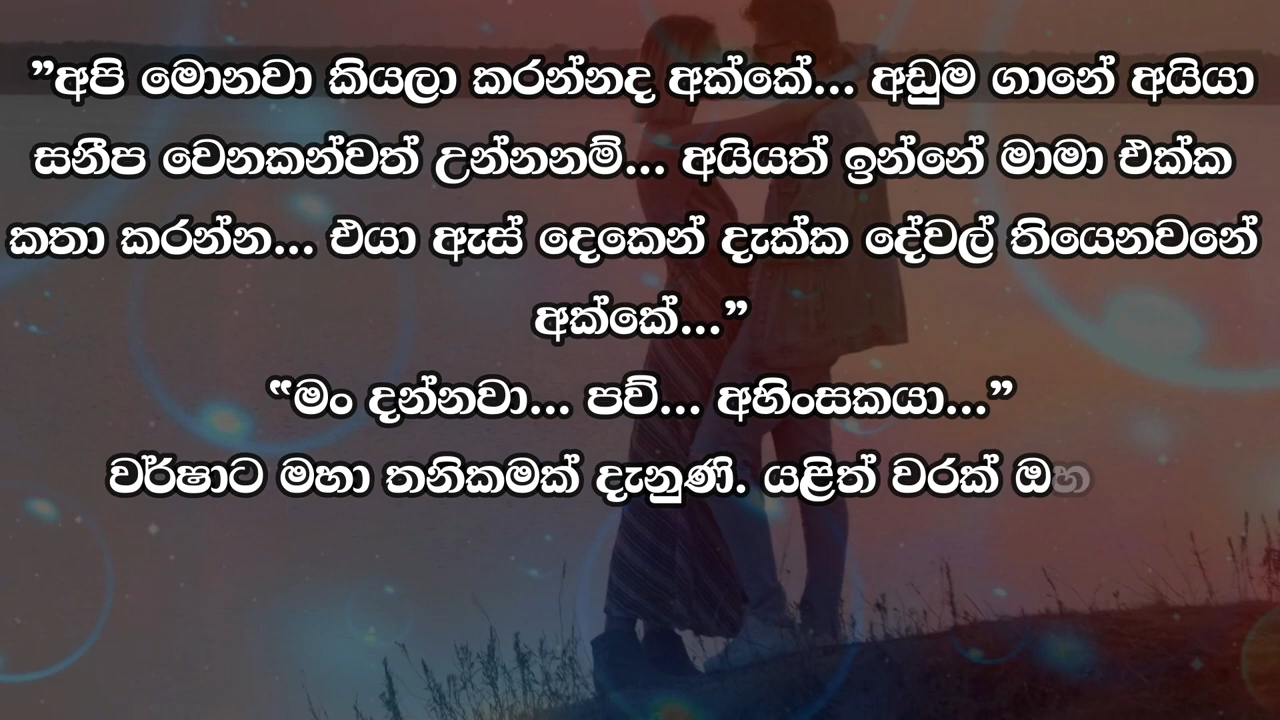 ”අපි මොනවා කියලා කරන්නද අක්කේ... අඩුම ගානේ අයියා
සනීප වෙනකන්වත් උන්නනම්... අයියත් ඉන්නේ මාමා එක්ක
කතා කරන්න... එයා ඇස් දෙකෙන් දැක්ක දේවල් තියෙනවනේ
අක්කේ...”
“මං දන්නවා... පව්... අහිංසකයා...”
වර්ෂාට මහා තනිකමක් දැනුණි. යළිත් වරක් ඔහ